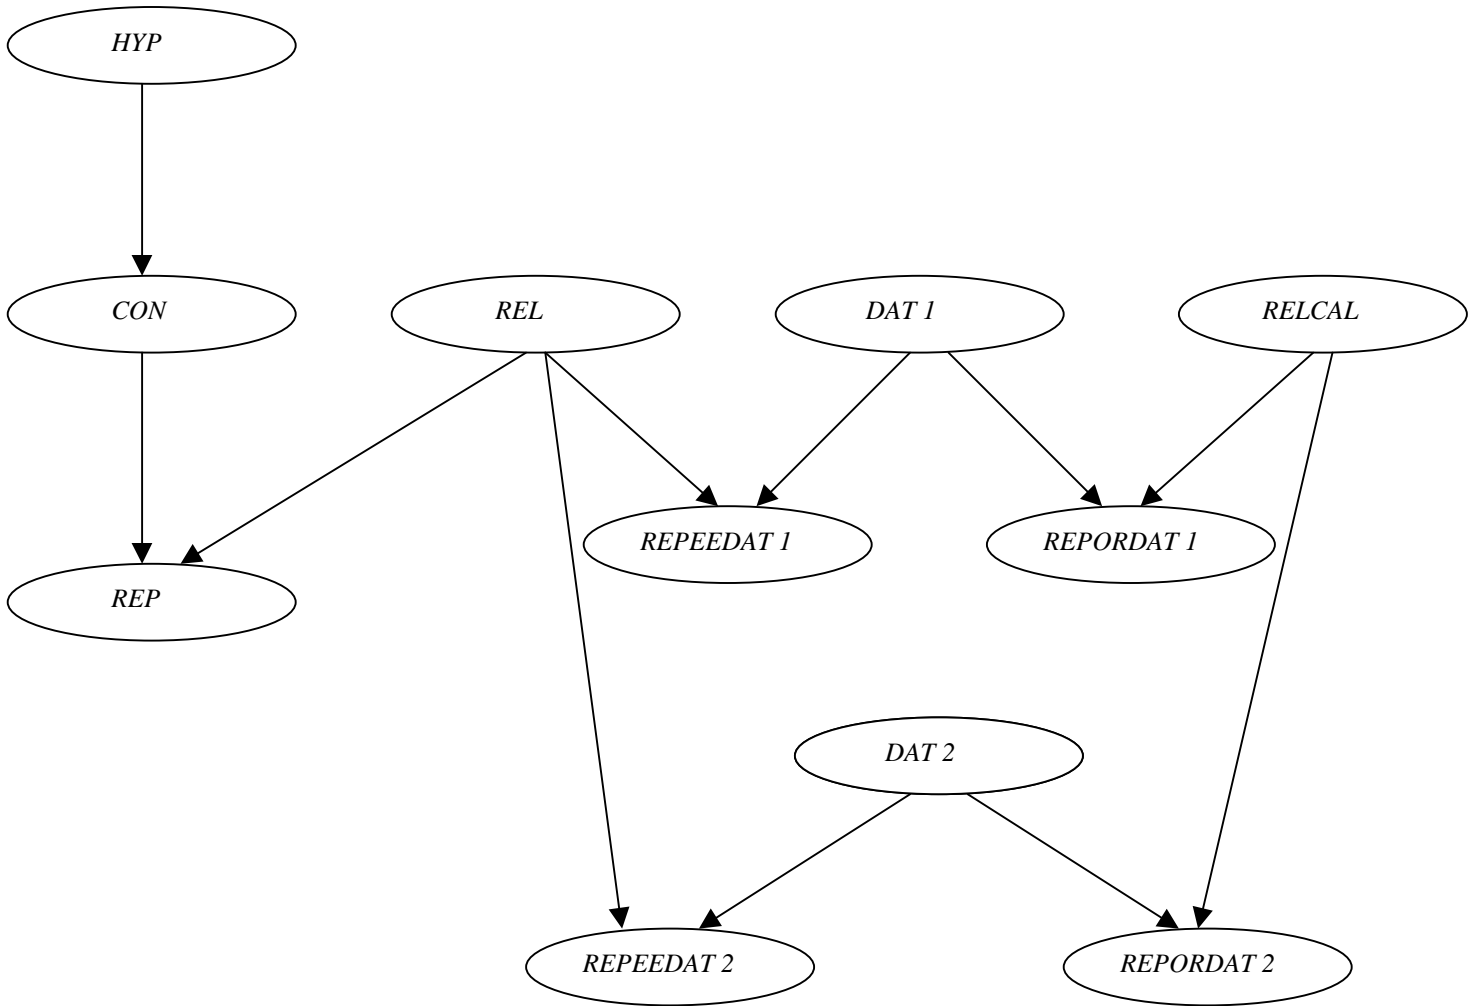 HYP
CON
REL
DAT 1
RELCAL
REPEEDAT 1
REPORDAT 1
REP
DAT 2
REPEEDAT 2
REPORDAT 2